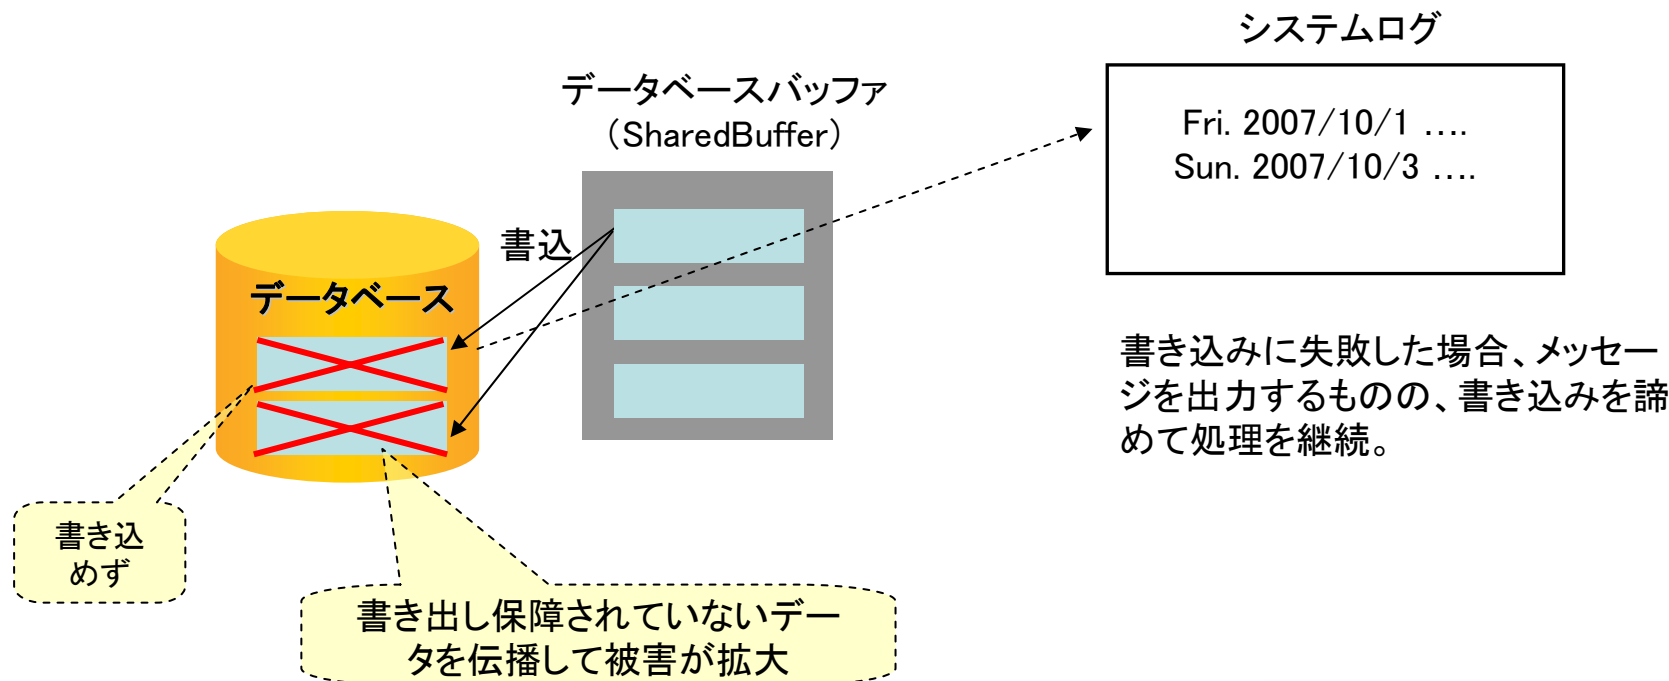 システムログ
Fri. 2007/10/1 ....
Sun. 2007/10/3 ....
データベースバッファ
（SharedBuffer）
書込
データベース
書き込みに失敗した場合、メッセー
ジを出力するものの、書き込みを諦
めて処理を継続。
書き込
めず
書き出し保障されていないデー
タを伝播して被害が拡大